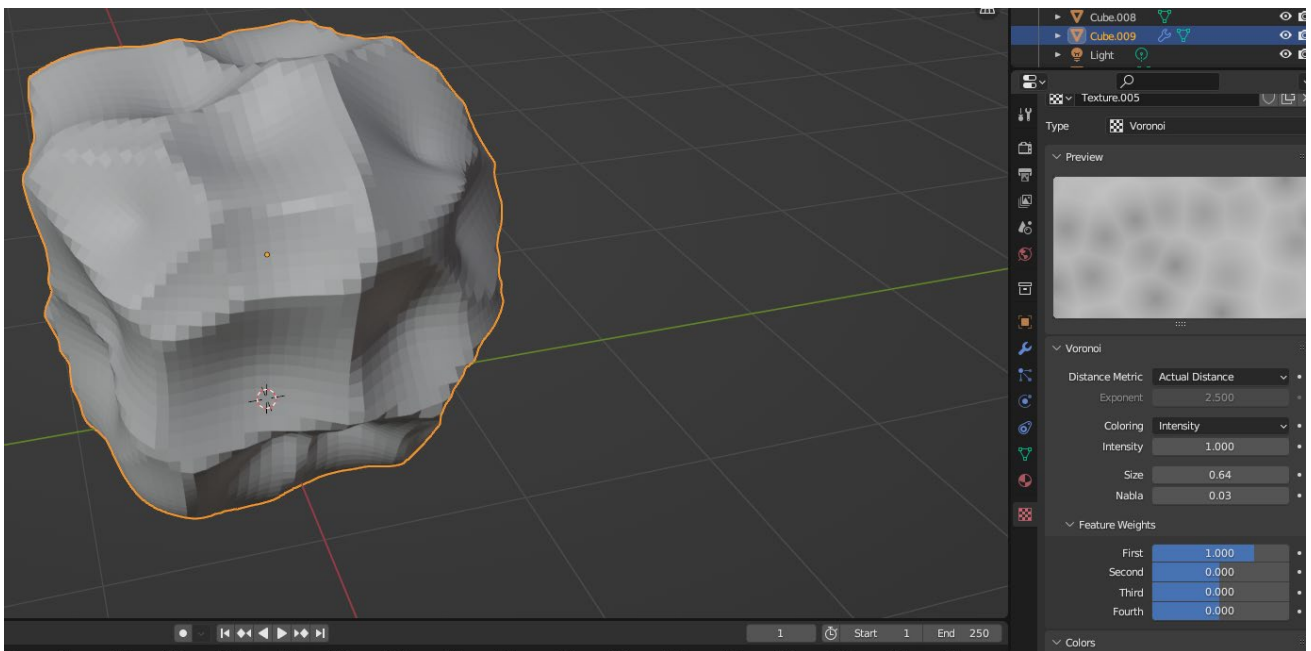 Cube.008
Cube.009
Light
Texture.005
Type Voronoi
Preview
Voronoi
Distance Metric Actual Distance
Exponent 2.500
Coloring Intensity
Intensity 1.000
Size 0.64
Nabla 0.03
Feature Weights
First 1.000
Second 0.000
Third 0.000
Fourth 0.000
1 Start 1 End 250
Colors